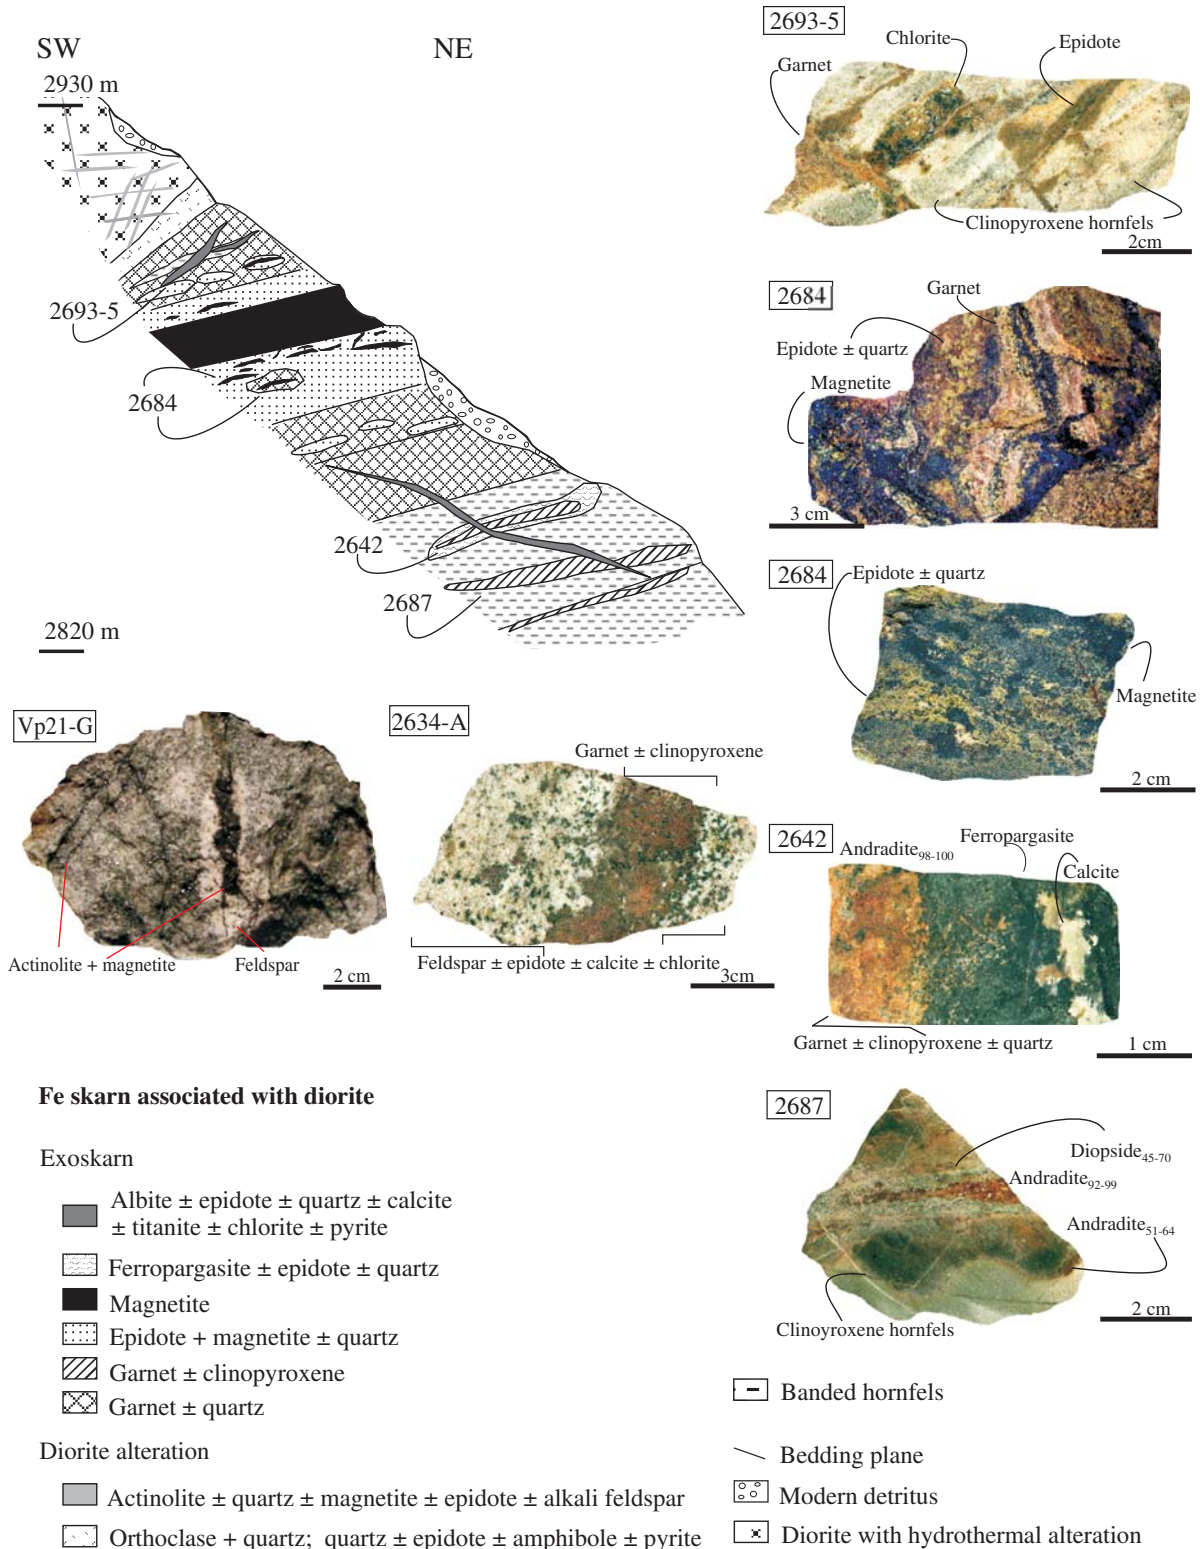 SW
NE
2930 m
2693-5
2684
2642
2687
2820 m
2693-5
Chlorite
Epidote
Garnet
Clinopyroxene hornfels
2cm
2684
Garnet
Epidote ± quartz
Magnetite
3 cm
2684
Epidote ± quartz
Magnetite
2 cm
Vp21-G
Actinolite + magnetite
Feldspar
2 cm
2634-A
Garnet ± clinopyroxene
Feldspar ± epidote ± calcite ± chlorite
3cm
2642
Andradite98-100
Ferropargasite
Calcite
Garnet ± clinopyroxene ± quartz
1 cm
2687
Diopside45-70
Andradite92-99
Andradite51-64
Clinoyroxene hornfels
2 cm
Fe skarn associated with diorite
Exoskarn
Albite ± epidote ± quartz ± calcite
± titanite ± chlorite ± pyrite
Ferropargasite ± epidote ± quartz
Magnetite
Epidote + magnetite ± quartz
Garnet ± clinopyroxene
Garnet ± quartz
Diorite alteration
Actinolite ± quartz ± magnetite ± epidote ± alkali feldspar
Orthoclase + quartz; quartz ± epidote ± amphibole ± pyrite
Banded hornfels
Bedding plane
Modern detritus
Diorite with hydrothermal alteration